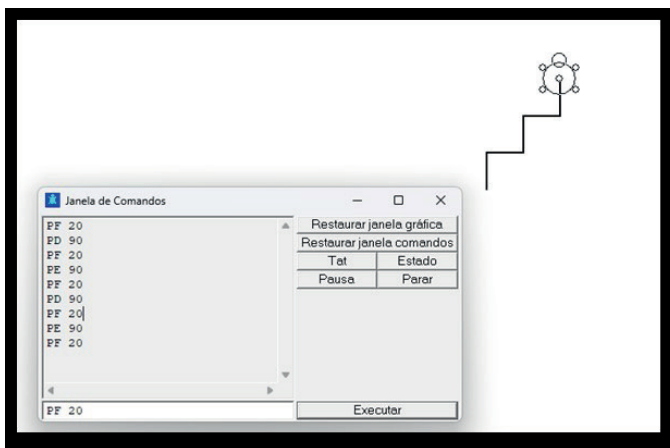 Janela de Comandos
PF 20
PD 90
PF 20
PE 90
PF 20
PD 90
PF 20
PE 90
PF 20
Restaurar janela gráfica
Restaurar janela comandos
Tat Estado
Pausa Parar
PF 20
Executar